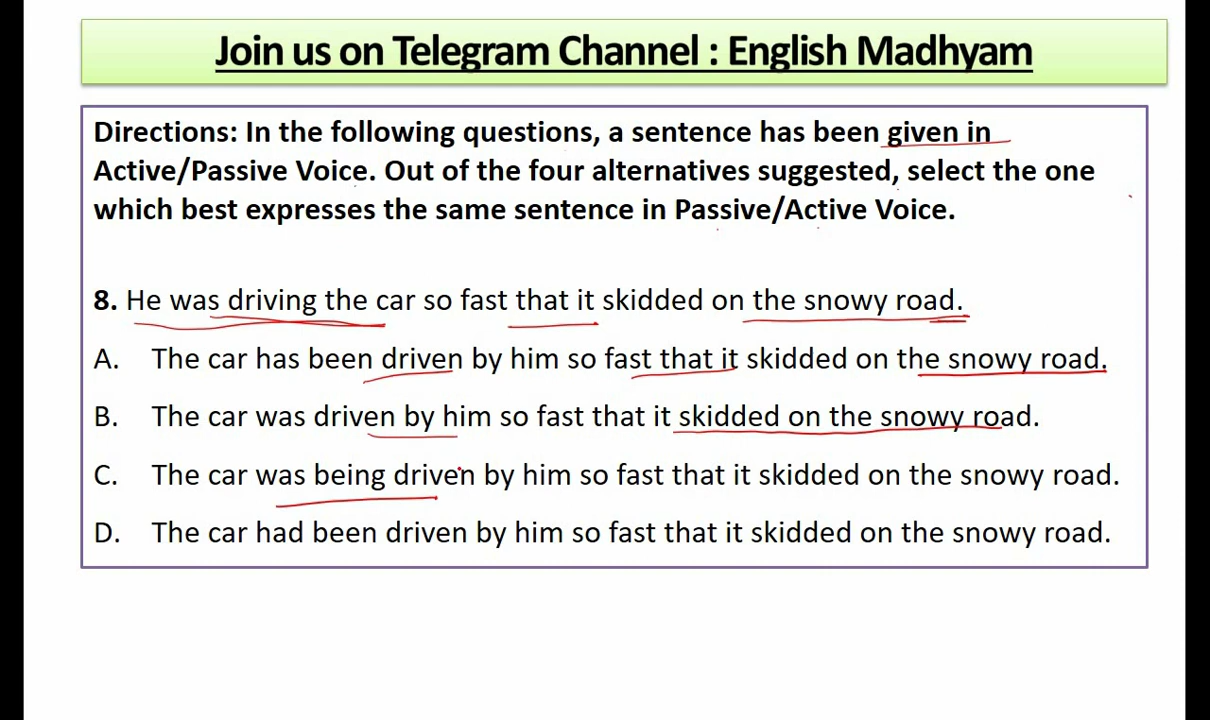 Join us on Telegram Channel : English Madhyam
Directions: In the following questions, a sentence has been given in
Active/Passive Voice. Out of the four alternatives suggested, select the one
which best expresses the same sentence in Passive/Active Voice.
8. He was driving the car so fast that it skidded on the snowy road.
A. The car has been driven by him so fast that it skidded on the snowy road.
B. The car was driven by him so fast that it skidded on the snowy road.
C. The car was being driven by him so fast that it skidded on the snowy road.
D. The car had been driven by him so fast that it skidded on the snowy road.